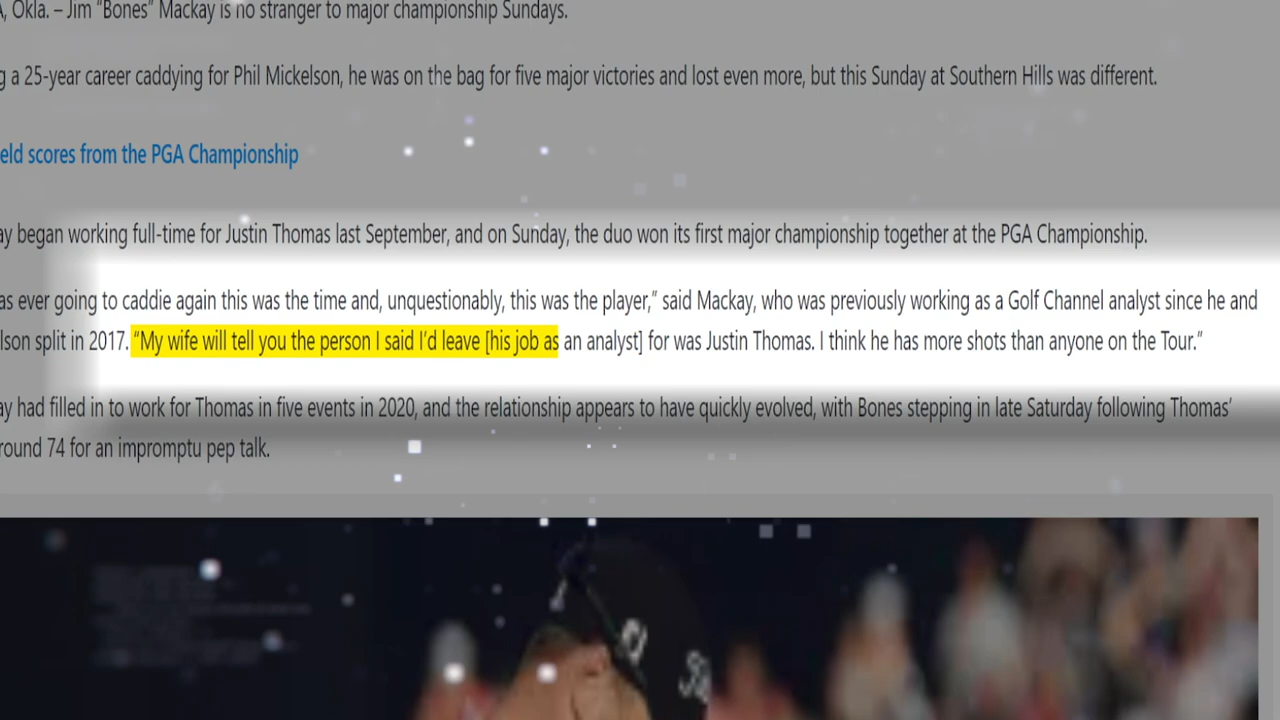 A, Okla. – Jim “Bones” Mackay is no stranger to major championship Sundays.
g a 25-year career caddying for Phil Mickelson, he was on the bag for five major victories and lost even more, but this Sunday at Southern Hills was different.
eld scores from the PGA Championship
ay began working full-time for Justin Thomas last September, and on Sunday, the duo won its first major championship together at the PGA Championship.
as ever going to caddie again this was the time and, unquestionably, this was the player,” said Mackay, who was previously working as a Golf Channel analyst since he and
lson split in 2017. “My wife will tell you the person I said I’d leave [his job as an analyst] for was Justin Thomas. I think he has more shots than anyone on the Tour.”
ay had filled in to work for Thomas in five events in 2020, and the relationship appears to have quickly evolved, with Bones stepping in late Saturday following Thomas’
round 74 for an impromptu pep talk.